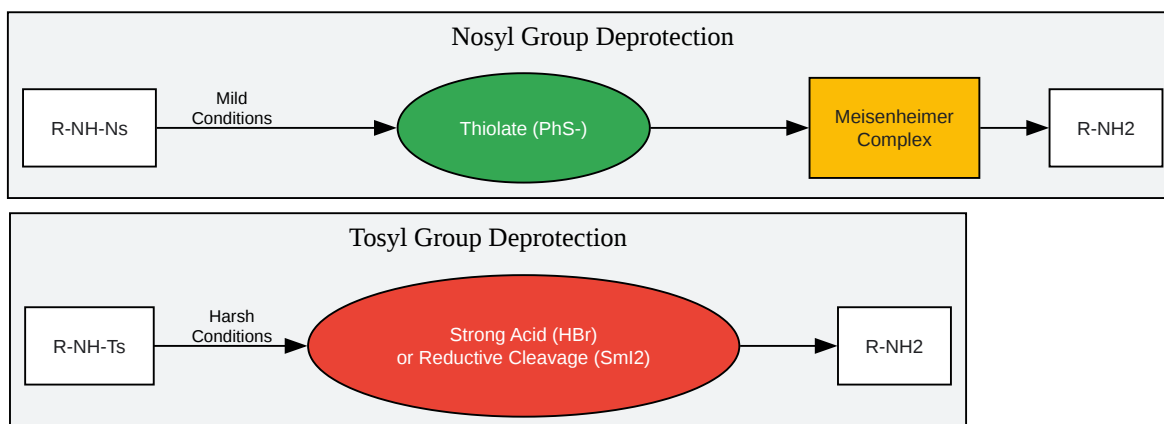 Nosyl Group Deprotection
R-NH-Ns
Mild
Conditions
Thiolate (PhS-)
Meisenheimer
Complex
R-NH2
Tosyl Group Deprotection
R-NH-Ts
Harsh
Conditions
Strong Acid (HBr)
or Reductive Cleavage (SmI2)
R-NH2